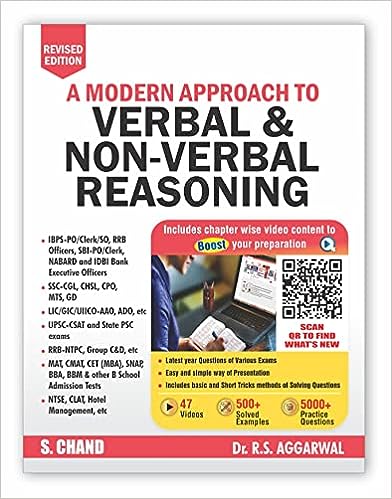 REVISED
EDITION
A MODERN APPROACH TO
VERBAL &
NON-VERBAL
REASONING
• IBPS-PO/Clerk/SO, RRB
Officers, SBI-PO/Clerk,
NABARD and IDBI Bank
Executive Officers
• SSC-CGL, CHSL, CPO,
MTS, GD
• LIC/GIC/UIICO-AAO, ADO, etc
• UPSC-CSAT and State PSC
exams
• RRB-NTPC, Group C&D, etc
• MAT, CMAT, CET (MBA), SNAP,
BBA, BBM & other B School
Admission Tests
• NTSE, CLAT, Hotel
Management, etc
Includes chapter wise video content to
Boost your preparation
SCAN
QR TO FIND
WHAT'S NEW
• Latest year Questions of Various Exams
• Easy and simple way of Presentation
• Includes basic and Short Tricks methods of Solving Questions
47
Videos
500+
Solved
Examples
5000+
Practice
Questions
S. CHAND
Dr. R.S. AGGARWAL